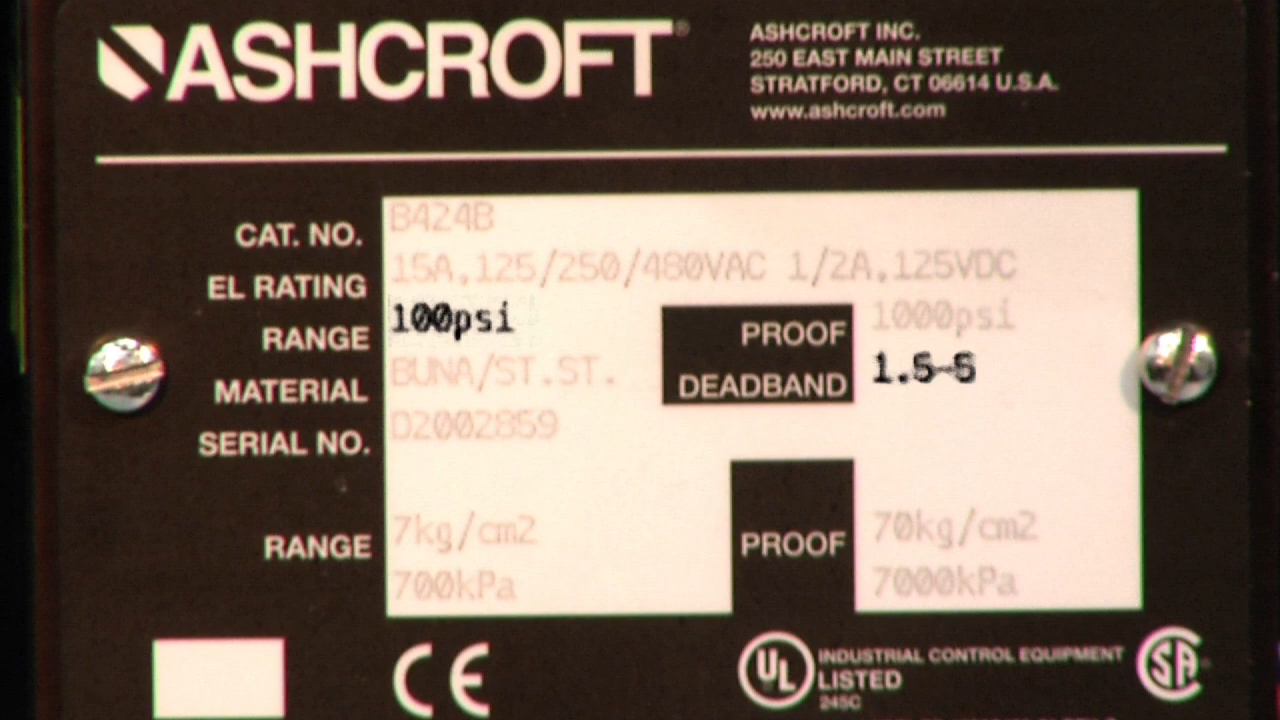 ASHCROFT®
ASHCROFT INC.
250 EAST MAIN STREET
STRATFORD, CT 06614 U.S.A.
www.ashcroft.com
CAT. NO. B424B
EL RATING 15A,125/250/480VAC 1/2A,125VDC
RANGE 100psi PROOF 1000psi
MATERIAL BUNA/ST.ST. DEADBAND 1.5-5
SERIAL NO. D2002859
RANGE 7kg/cm2 PROOF 70kg/cm2
700kPa 7000kPa
CE
UL INDUSTRIAL CONTROL EQUIPMENT
LISTED
245C
SA